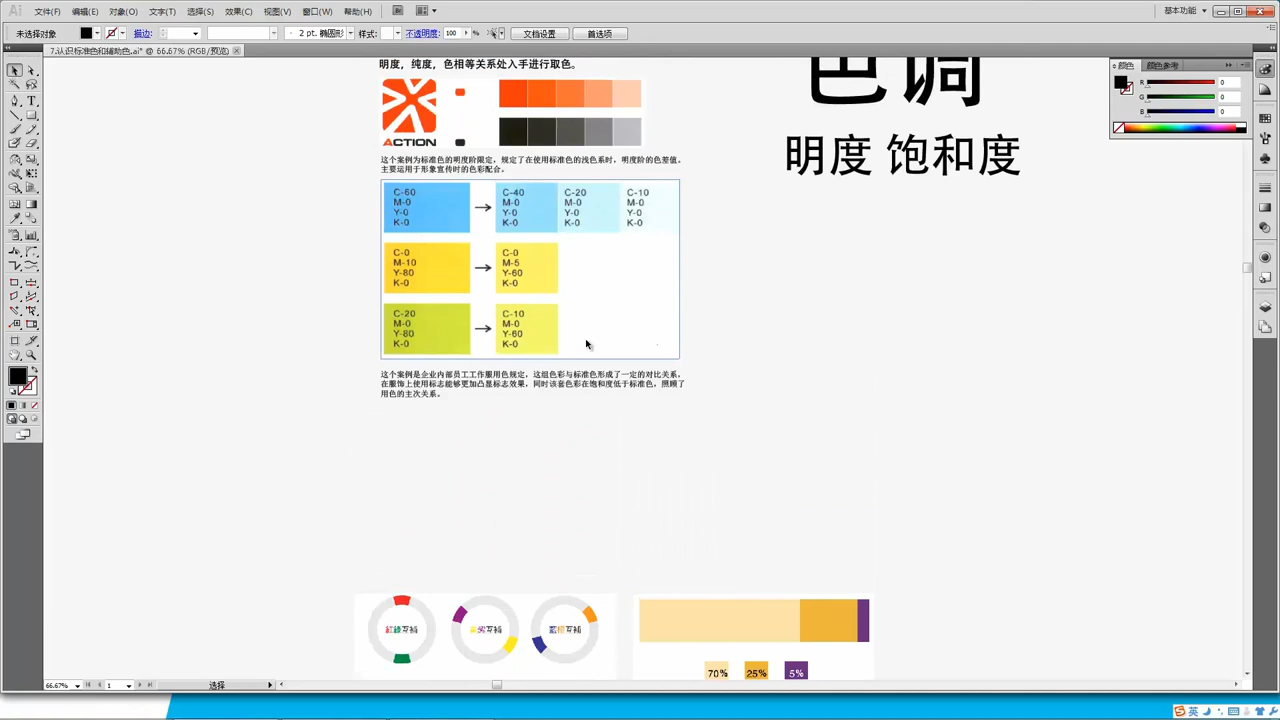 Ai
文件(F)
编辑(E)
对象(O)
文字(T)
选择(S)
效果(C)
视图(V)
窗口(W)
帮助(H)
Br
基本功能
未选择对象
描边:
2 pt. 椭圆形
样式:
不透明度:
100
%
文档设置
首选项
7.认识标准色和辅助色.ai* @ 66.67% (RGB/预览)
明度，纯度，色相等关系处入手进行取色。
ACTION
这个案例为标准色的明度阶限定，规定了在使用标准色的浅色系时，明度阶的色差值。
主要运用于形象宣传时的色彩配合。
C-60
M-0
Y-0
K-0
C-40
M-0
Y-0
K-0
C-20
M-0
Y-0
K-0
C-10
M-0
Y-0
K-0
C-0
M-10
Y-80
K-0
C-0
M-5
Y-60
K-0
C-20
M-0
Y-80
K-0
C-10
M-0
Y-60
K-0
这个案例是企业内部员工工作服用色规定，这组色彩与标准色形成了一定的对比关系，
在服饰上使用标志能够更加凸显标志效果，同时该套色彩在饱和度低于标准色，照顾了
用色的主次关系。
色调
明度 饱和度
颜色
颜色参考
R
0
G
0
B
0
红绿互補
黃紫互補
藍橙互補
70%
25%
5%
66.67%
1
选择
英